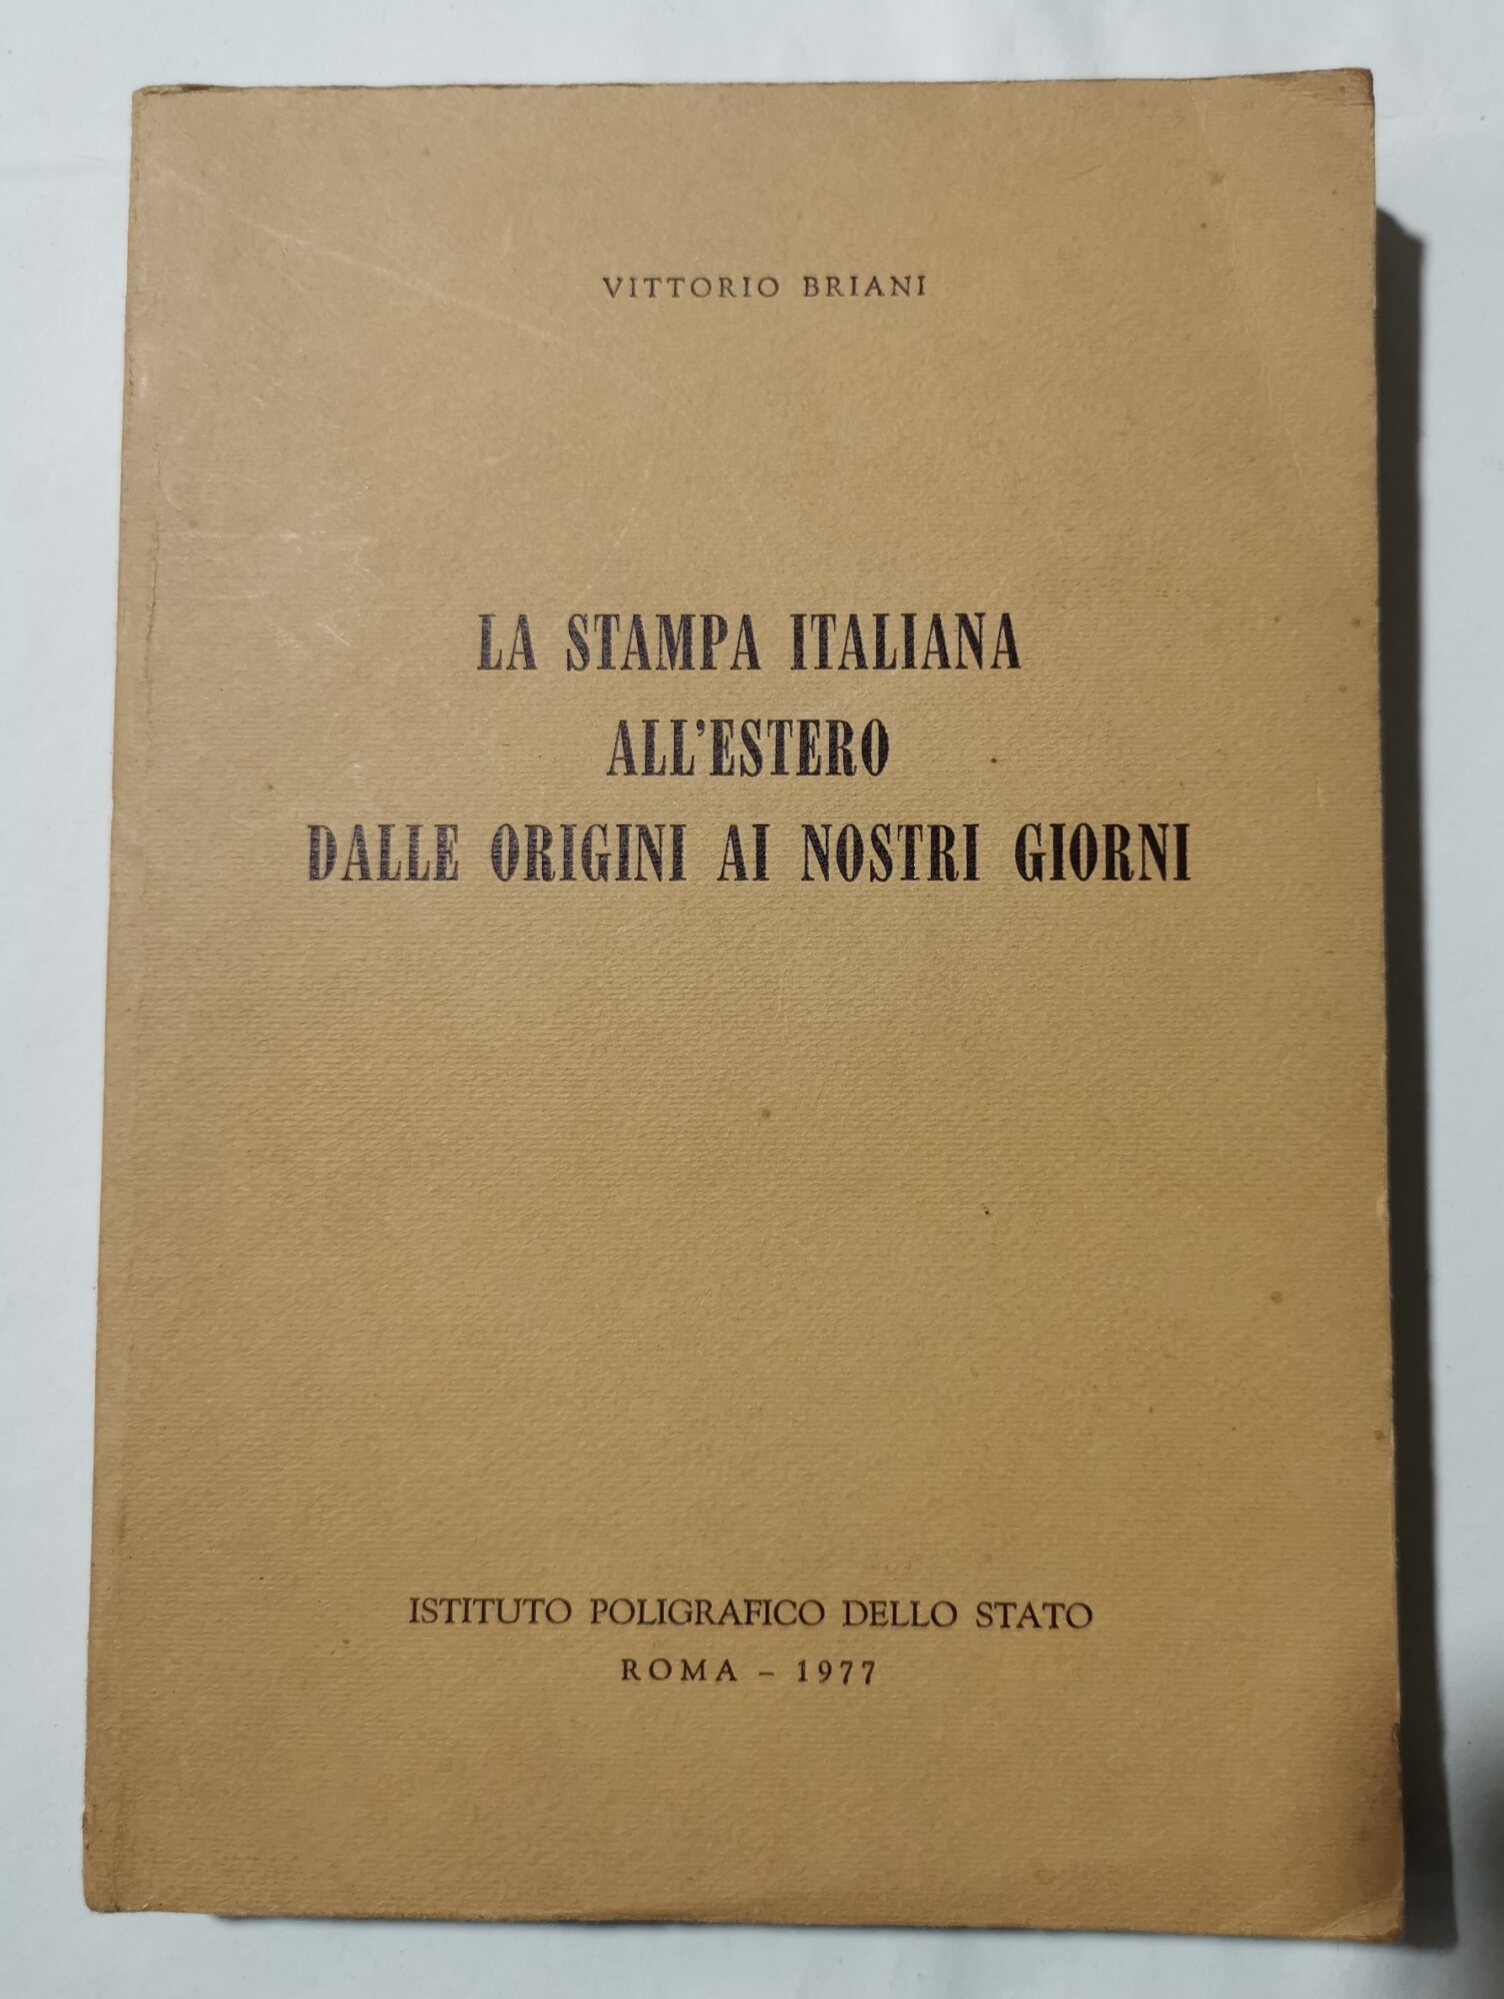 VITTORIO BRIANI
LA STAMPA ITALIANA
ALL'ESTERO
DALLE ORIGINI AI NOSTRI GIORNI
ISTITUTO POLIGRAFICO DELLO STATO
ROMA – 1977